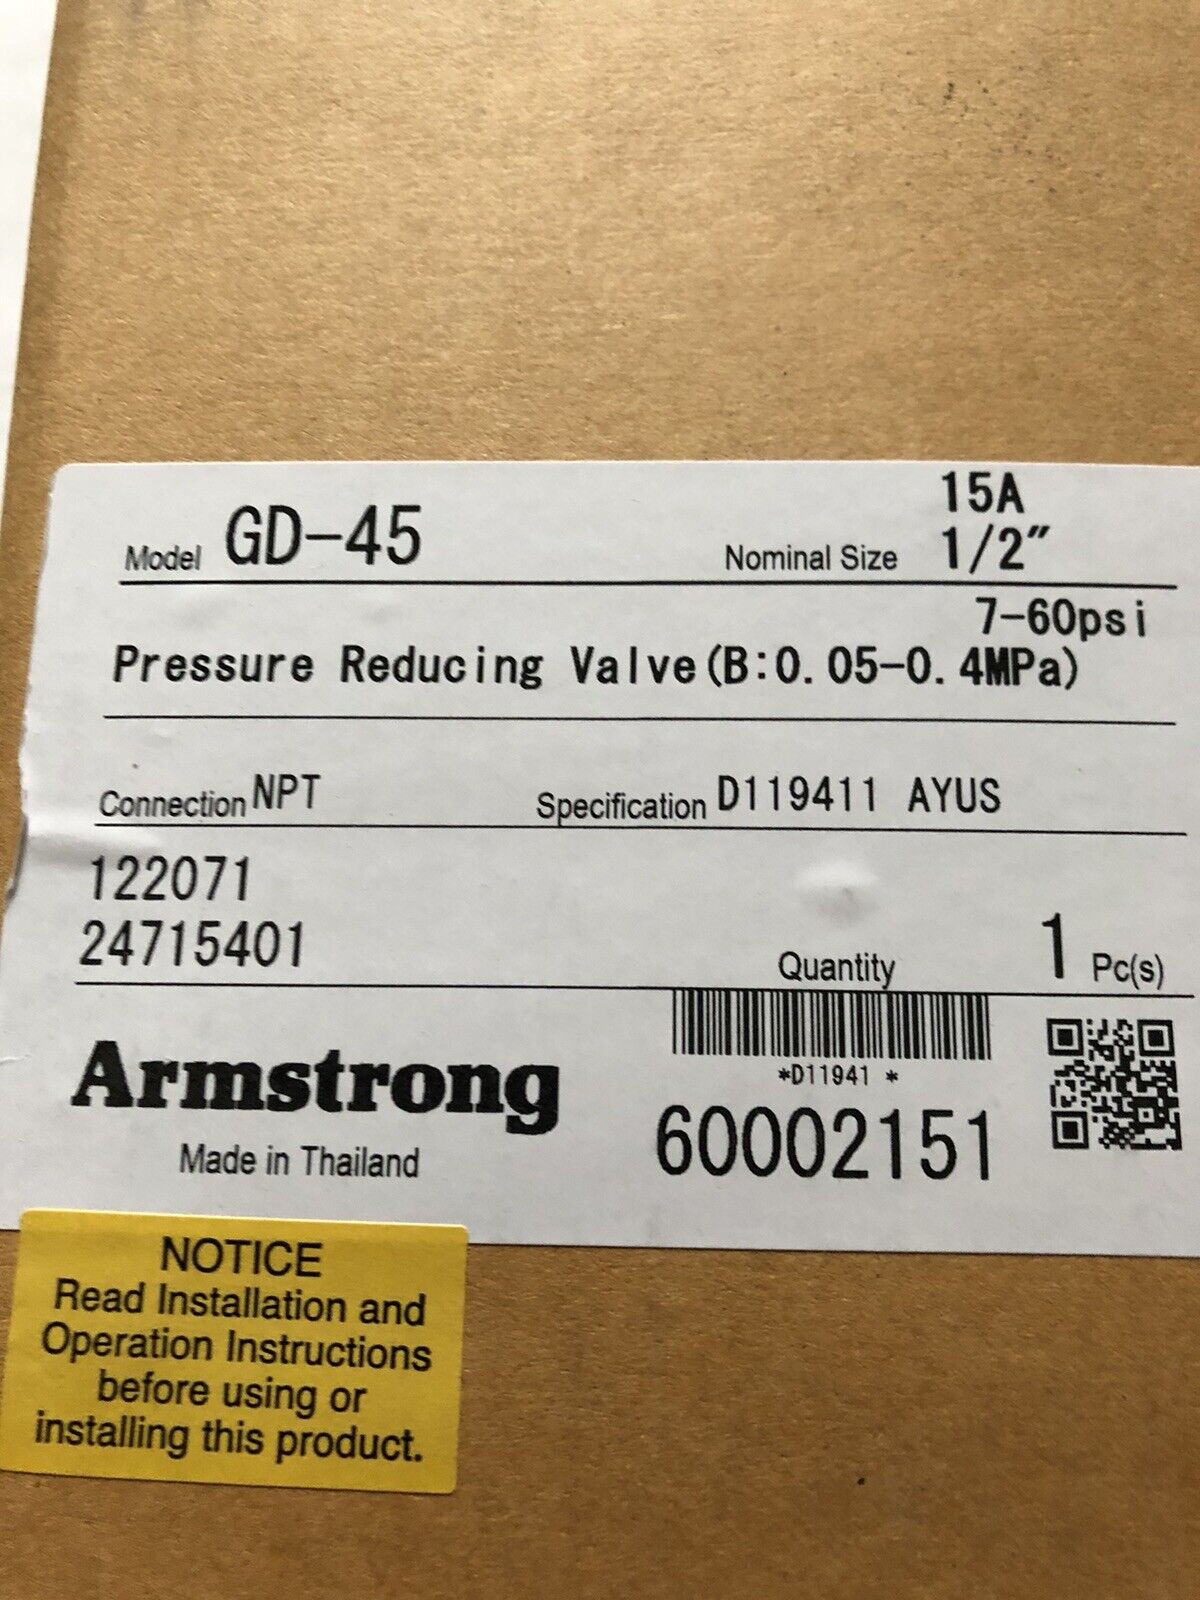 15A
Model GD-45 Nominal Size 1/2"
7-60psi
Pressure Reducing Valve(B:0.05-0.4MPa)
Connection NPT Specification D119411 AYUS
122071
24715401
Quantity 1 Pc(s)
*D11941 *
Armstrong
60002151
Made in Thailand
NOTICE
Read Installation and
Operation Instructions
before using or
installing this product.